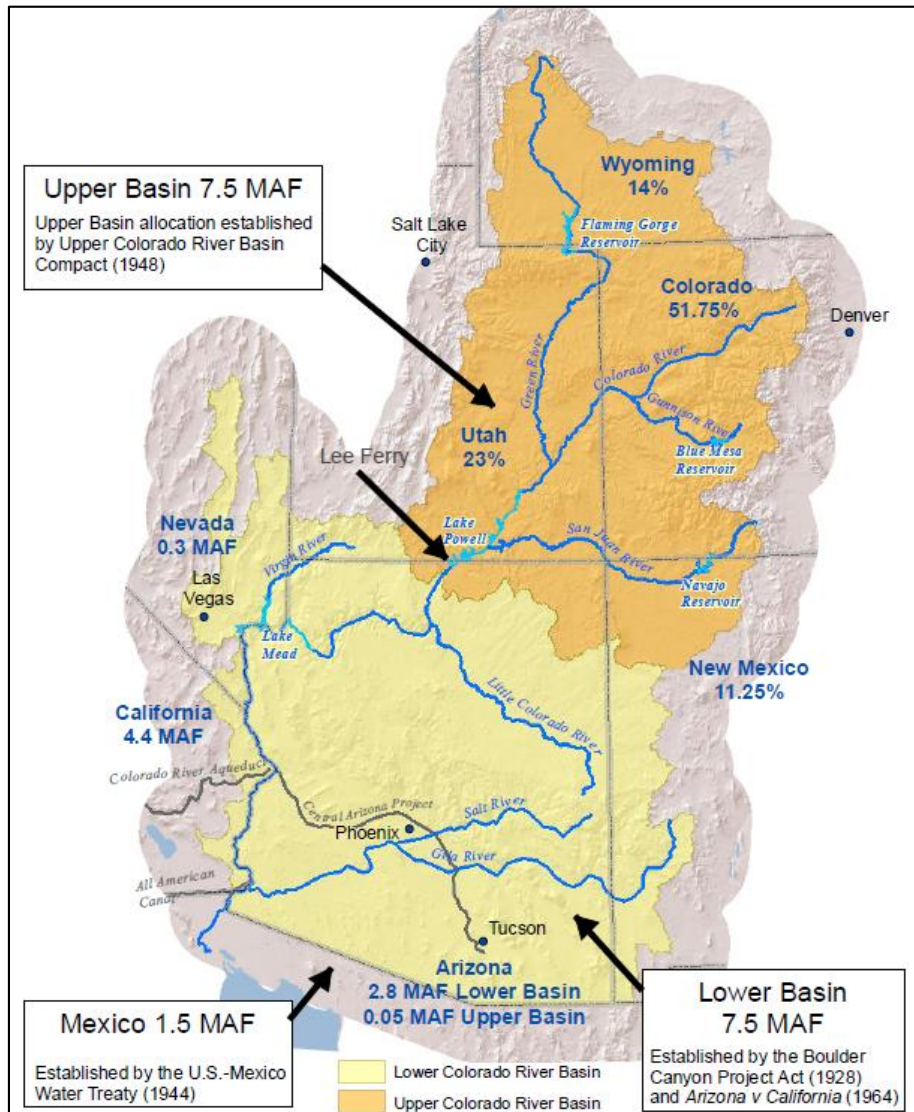 Wyoming
14%
Upper Basin 7.5 MAF
Upper Basin allocation established
by Upper Colorado River Basin
Compact (1948)
Salt Lake
City
Flaming Gorge
Reservoir
Colorado
51.75%
Denver
Green River
Colorado River
Gunnison River
Blue Mesa
Reservoir
Utah
23%
Lee Ferry
Lake
Powell
San Juan River
Navajo
Reservoir
Nevada
0.3 MAF
Virgin River
Las
Vegas
Lake
Mead
New Mexico
11.25%
Little Colorado River
California
4.4 MAF
Colorado River Aqueduct
Central Arizona Project
Salt River
Phoenix
Gila River
All American
Canal
Tucson
Arizona
2.8 MAF Lower Basin
0.05 MAF Upper Basin
Mexico 1.5 MAF
Established by the U.S.-Mexico
Water Treaty (1944)
Lower Basin
7.5 MAF
Established by the Boulder
Canyon Project Act (1928)
and Arizona v California (1964)
Lower Colorado River Basin
Upper Colorado River Basin